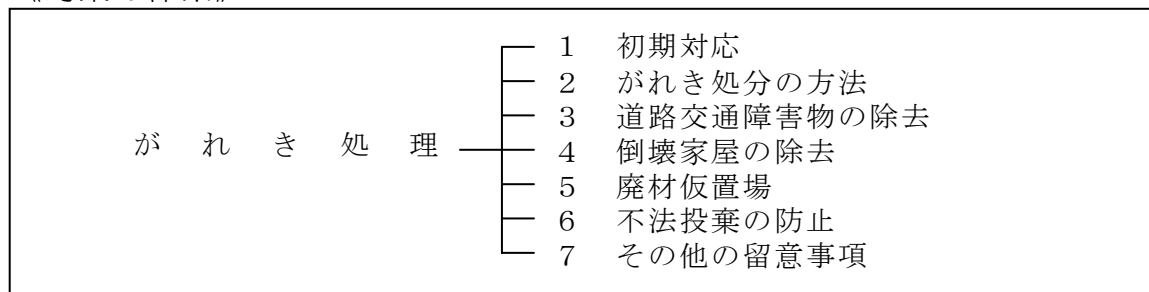 1 初期対応
2 がれき処分の方法
3 道路交通障害物の除去
がれき処理
4 倒壊家屋の除去
5 廃材仮置場
6 不法投棄の防止
7 その他の留意事項